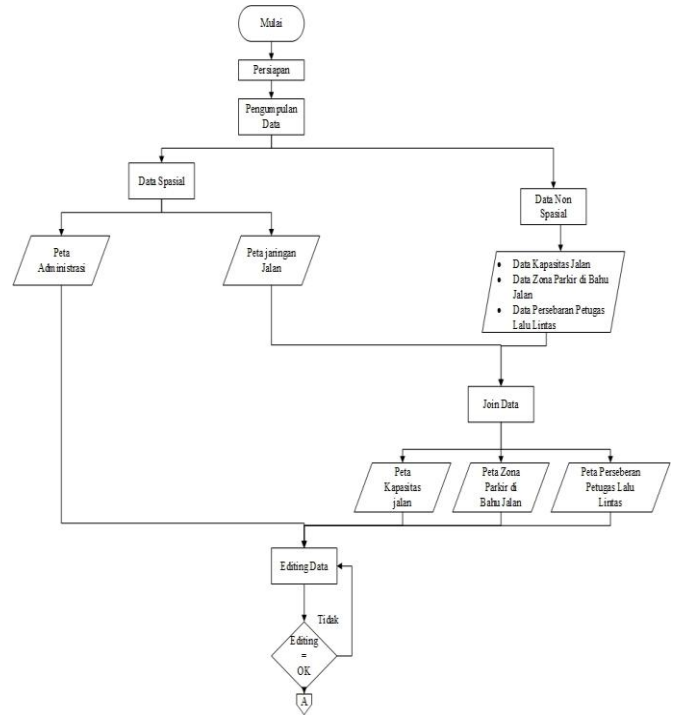 Mulai
Persiapan
Pengumpulan
Data
Data Spasial
Data Non
Spasial
Peta
Administrasi
Peta jaringan
Jalan
• Data Kapasitas Jalan
• Data Zona Parkir di Bahu
Jalan
• Data Persebaran Petugas
Lalu Lintas
Join Data
Peta
Kapasitas
jalan
Peta Zona
Parkir di
Bahu Jalan
Peta Perseberan
Petugas Lalu
Lintas
Editing Data
Tidak
Editing
=
OK
A